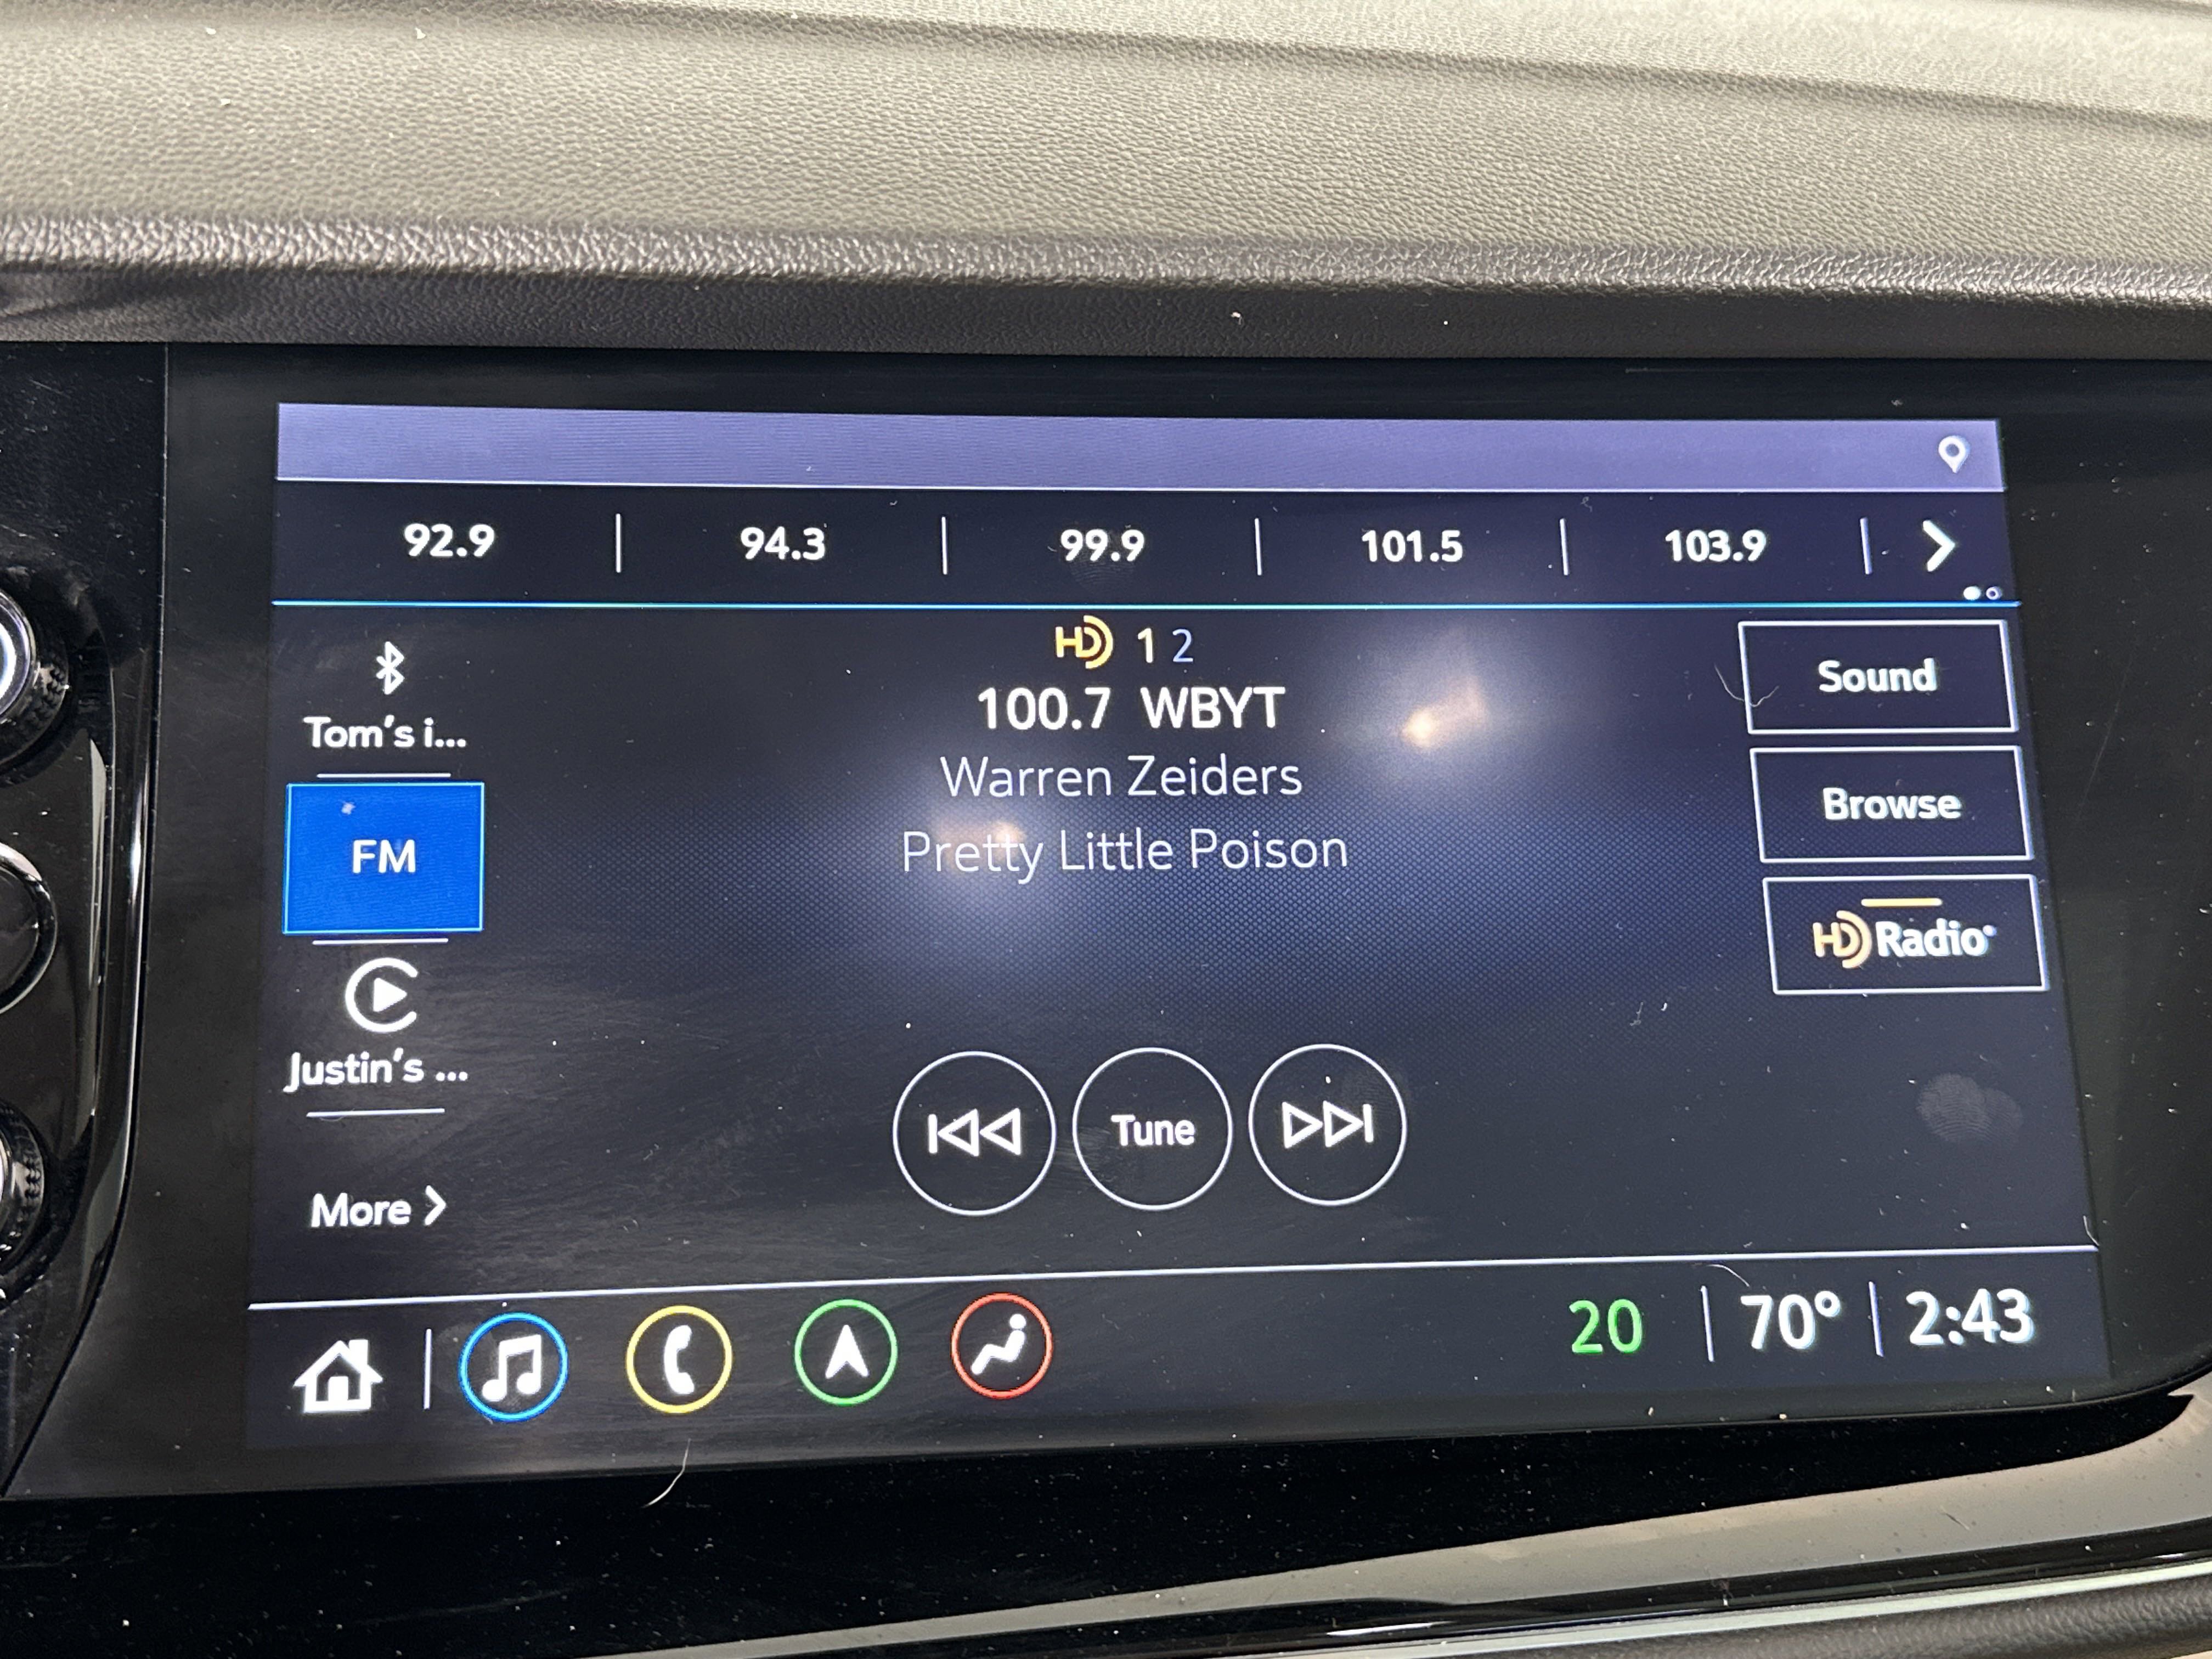 92.9 94.3 99.9 101.5 103.9
HD 1 2
100.7 WBYT
Warren Zeiders
Pretty Little Poison
Tom's i...
FM
Justin's ...
More
Sound
Browse
HD Radio
Tune
20 70° 2:43